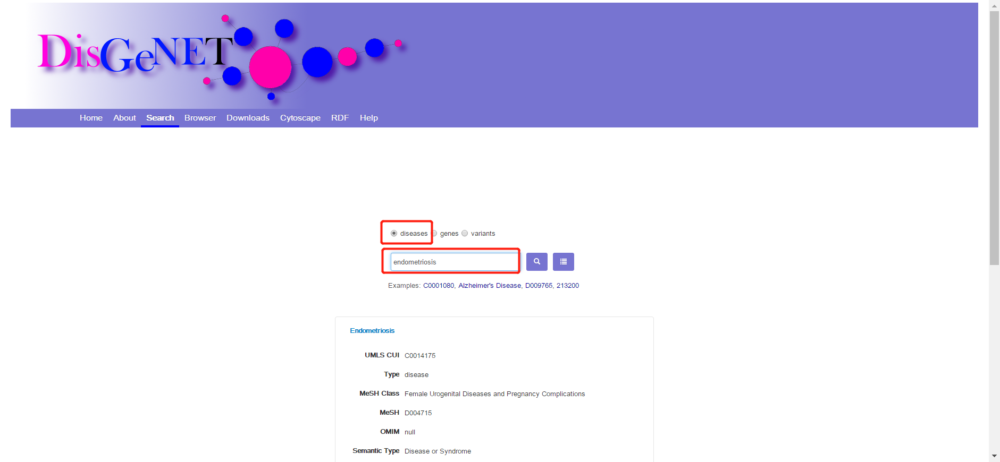 DisGeNET
Home About Search Browser Downloads Cytoscape RDF Help
diseases genes variants
endometriosis
Examples: C0001080, Alzheimer's Disease, D009765, 213200
Endometriosis
UMLS CUI C0014175
Type disease
MeSH Class Female Urogenital Diseases and Pregnancy Complications
MeSH D004715
OMIM null
Semantic Type Disease or Syndrome